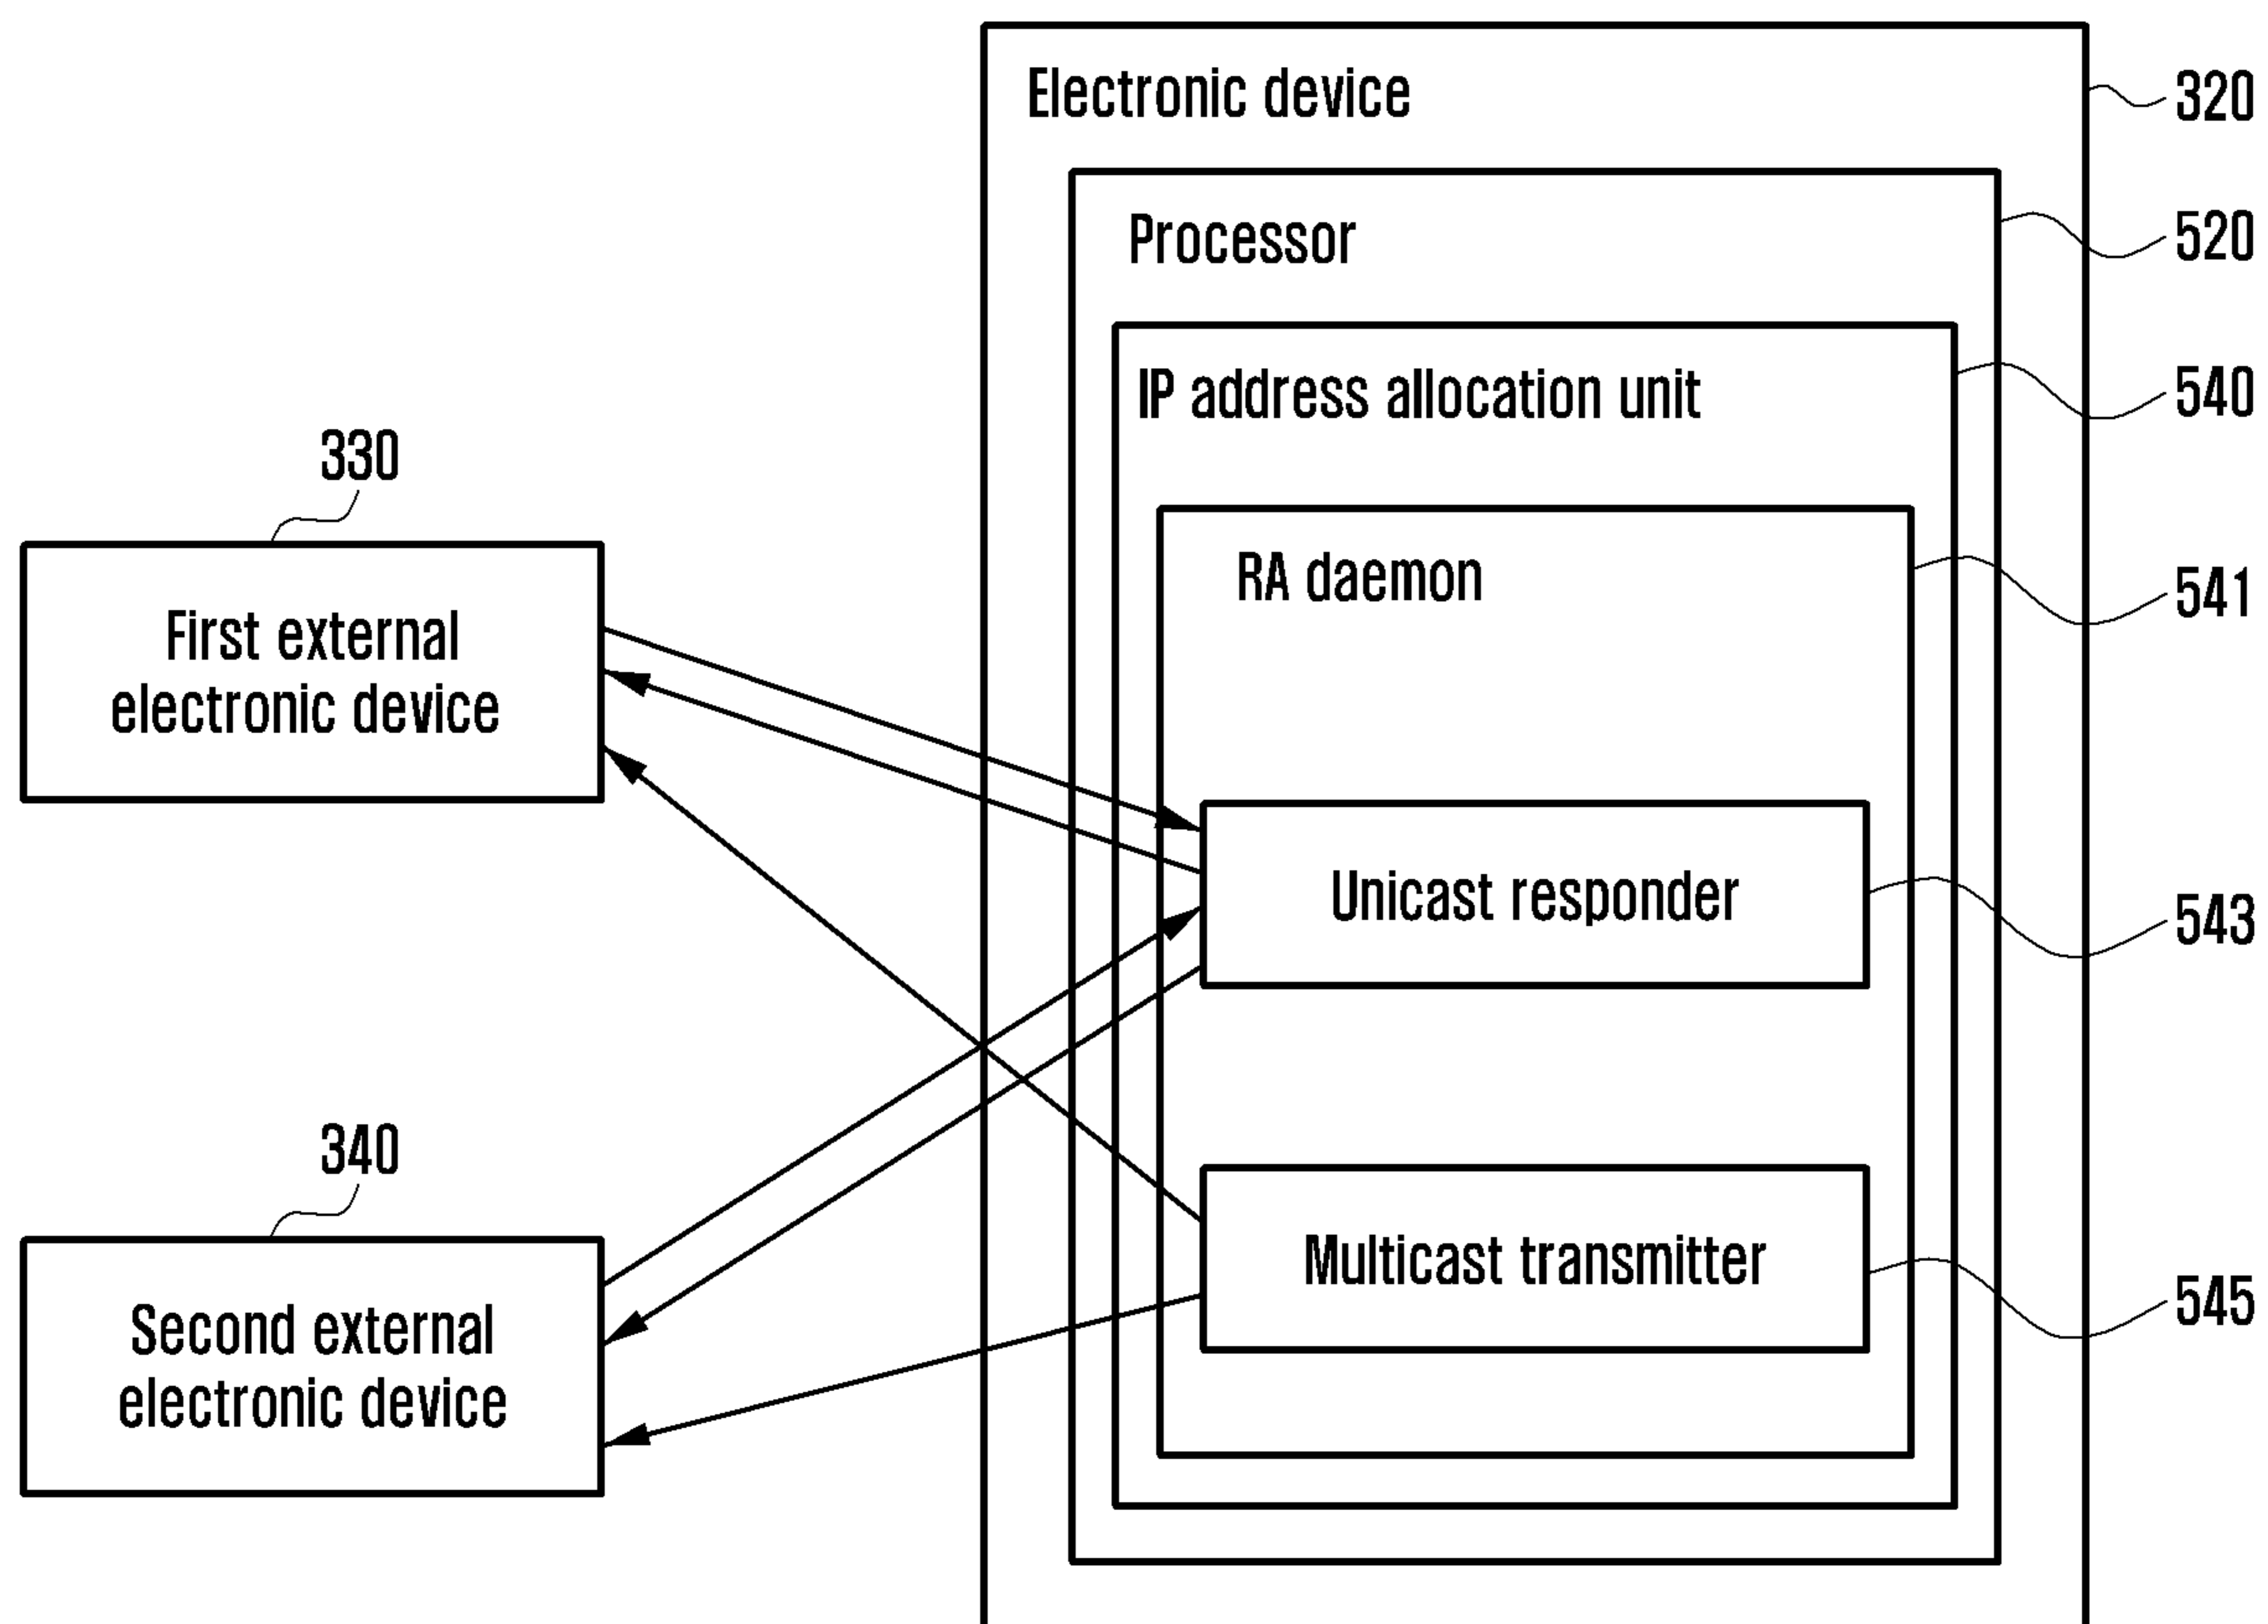 Electronic device
320
Processor
520
IP address allocation unit
540
330
RA daemon
541
First external
electronic device
Unicast responder
543
340
Multicast transmitter
545
Second external
electronic device